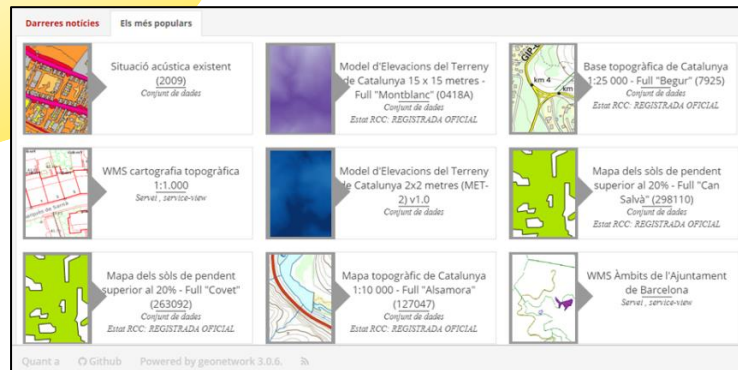 Darreres notícies
Els més populars
Situació acústica existent
(2009)
Conjunt de dades
Model d'Elevacions del Terreny
de Catalunya 15 x 15 metres -
Full "Montblanc" (0418A)
Conjunt de dades
Estat RCC: REGISTRADA OFICIAL
Base topogràfica de Catalunya
1:25 000 - Full "Begur" (7925)
Conjunt de dades
Estat RCC: REGISTRADA OFICIAL
km 4
WMS cartografia topogràfica
1:1.000
Servei , service-view
Model d'Elevacions del Terreny
de Catalunya 2x2 metres (MET-
2) v1.0
Conjunt de dades
Mapa dels sòls de pendent
superior al 20% - Full "Can
Salvà" (298110)
Conjunt de dades
Estat RCC: REGISTRADA OFICIAL
Mapa dels sòls de pendent
superior al 20% - Full "Covet"
(263092)
Conjunt de dades
Estat RCC: REGISTRADA OFICIAL
Mapa topogràfic de Catalunya
1:10 000 - Full "Alsamora"
(127047)
Conjunt de dades
Estat RCC: REGISTRADA OFICIAL
WMS Àmbits de l'Ajuntament
de Barcelona
Servei , service-view
Quant a
Github
Powered by geonetwork 3.0.6.